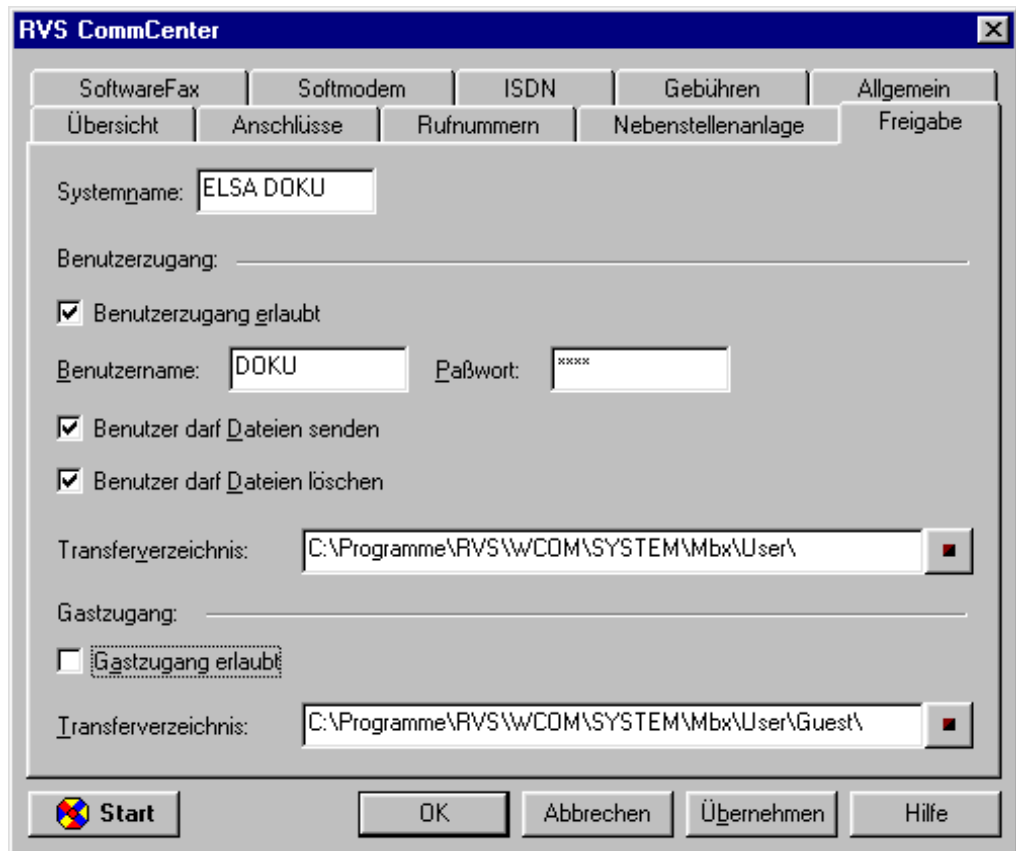 RVS CommCenter
SoftwareFax Softmodem ISDN Gebühren Allgemein
Übersicht Anschlüsse Rufnummern Nebenstellenanlage Freigabe
Systemname: ELSA DOKU
Benutzerzugang:
Benutzerzugang erlaubt
Benutzername: DOKU Paßwort: ****
Benutzer darf Dateien senden
Benutzer darf Dateien löschen
Transferverzeichnis: C:\Programme\RVS\WCOM\SYSTEM\Mbx\User\
Gastzugang:
Gastzugang erlaubt
Transferverzeichnis: C:\Programme\RVS\WCOM\SYSTEM\Mbx\User\Guest\
Start OK Abbrechen Übernehmen Hilfe